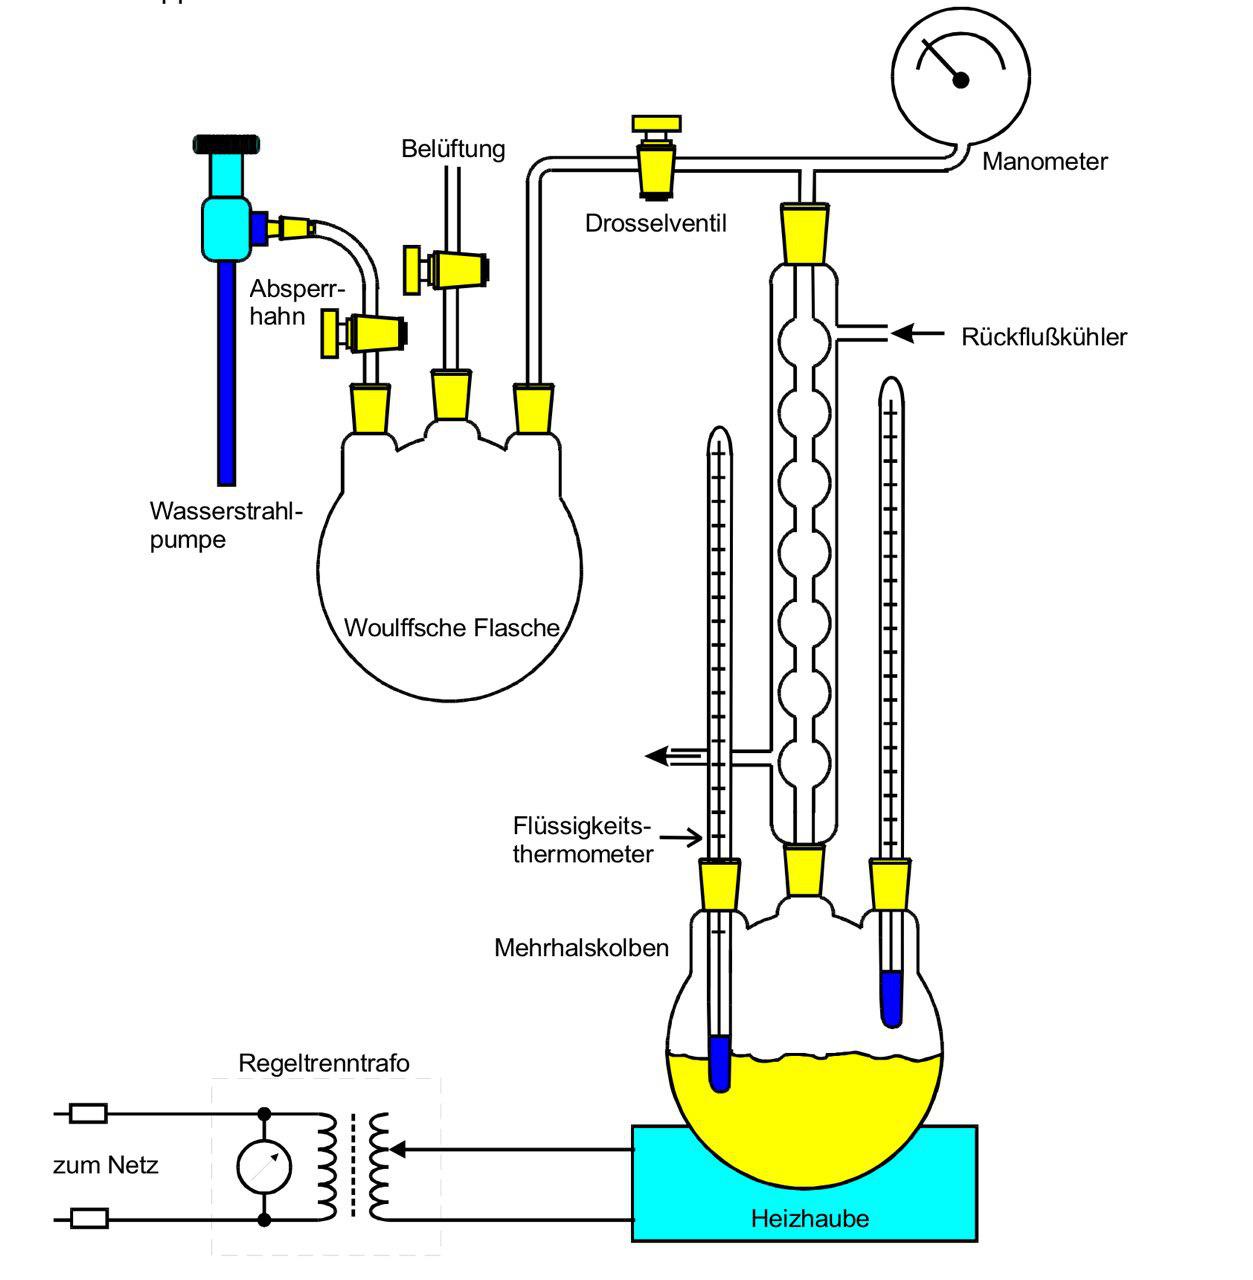 Belüftung
Manometer
Drosselventil
Absperr-
hahn
Rückflußkühler
Wasserstrahl-
pumpe
Woulffsche Flasche
Flüssigkeits-
thermometer
Mehrhalskolben
Regeltrenntrafo
zum Netz
Heizhaube